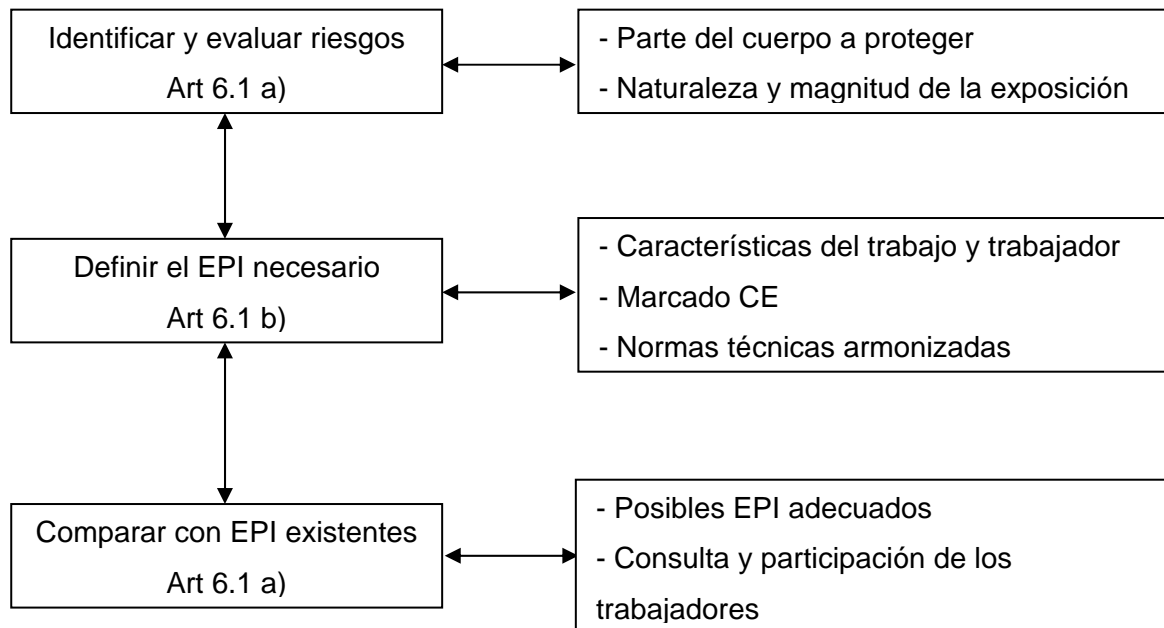 Identificar y evaluar riesgos
Art 6.1 a)
- Parte del cuerpo a proteger
- Naturaleza y magnitud de la exposición
Definir el EPI necesario
Art 6.1 b)
- Características del trabajo y trabajador
- Marcado CE
- Normas técnicas armonizadas
Comparar con EPI existentes
Art 6.1 a)
- Posibles EPI adecuados
- Consulta y participación de los
trabajadores